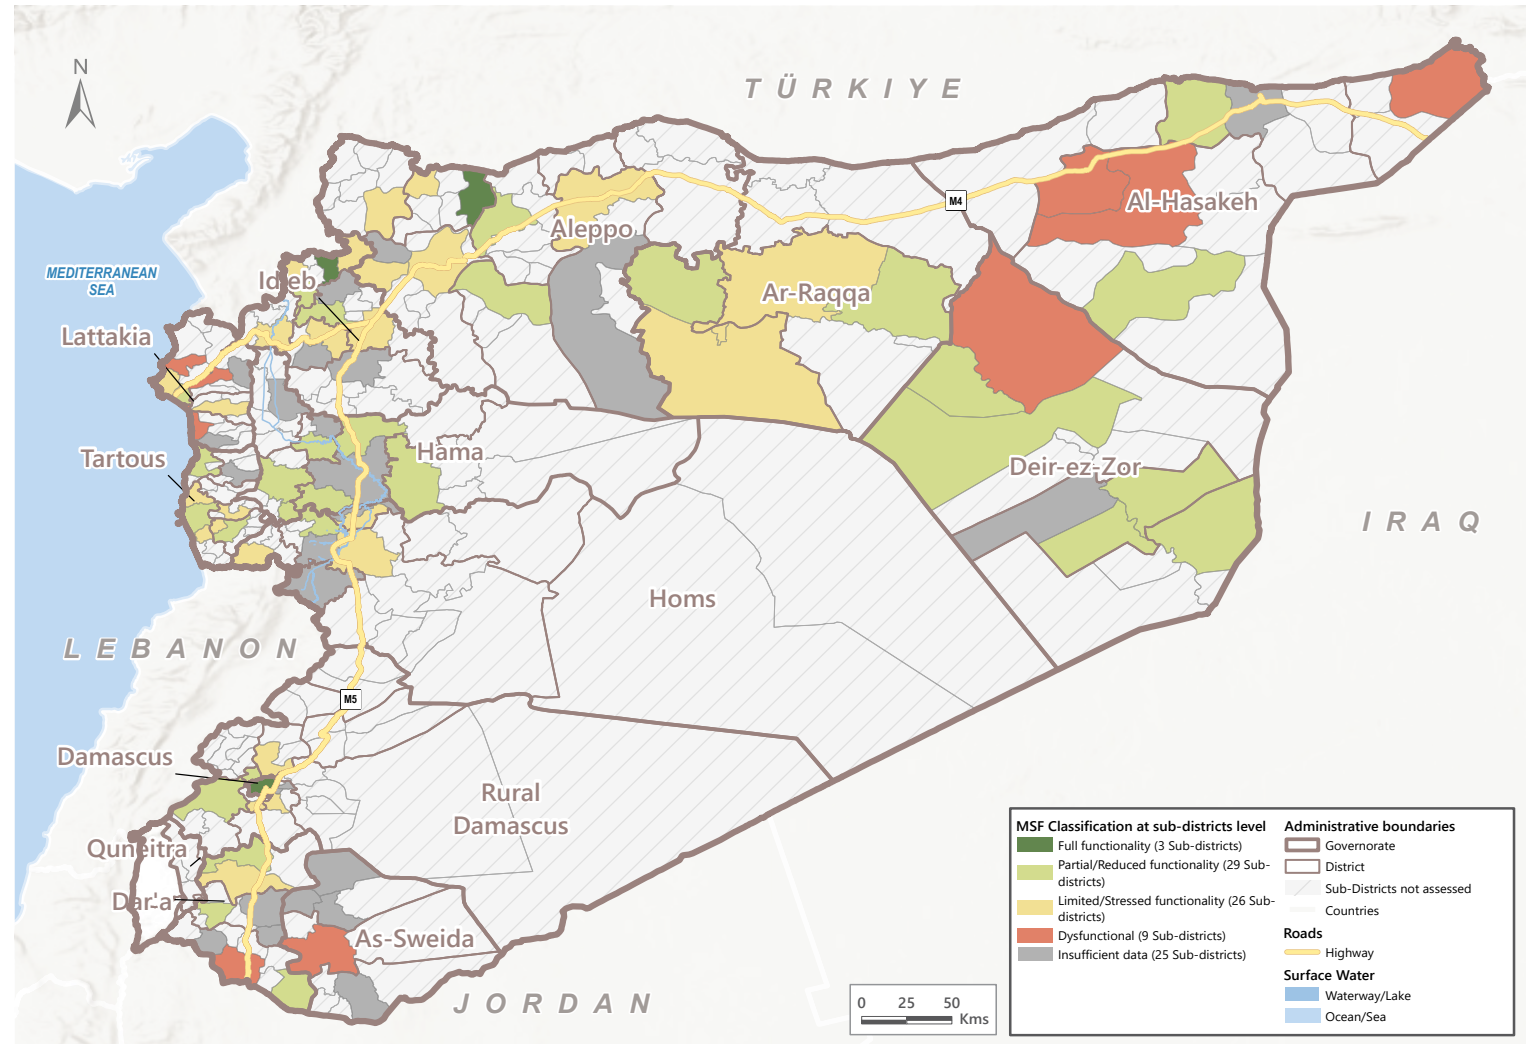 N
TÜRKIYE
M4
Al-Hasakeh
Aleppo
MEDITERRANEAN
SEA
Idleb
Ar-Raqqa
Lattakia
Hama
Tartous
Deir-ez-Zor
IRAQ
Homs
LEBANON
M5
Damascus
Rural
Damascus
Quneitra
Dar'a
As-Sweida
JORDAN
0 25 50
Kms
MSF Classification at sub-districts level
Full functionality (3 Sub-districts)
Partial/Reduced functionality (29 Sub-
districts)
Limited/Stressed functionality (26 Sub-
districts)
Dysfunctional (9 Sub-districts)
Insufficient data (25 Sub-districts)
Administrative boundaries
Governorate
District
Sub-Districts not assessed
Countries
Roads
Highway
Surface Water
Waterway/Lake
Ocean/Sea